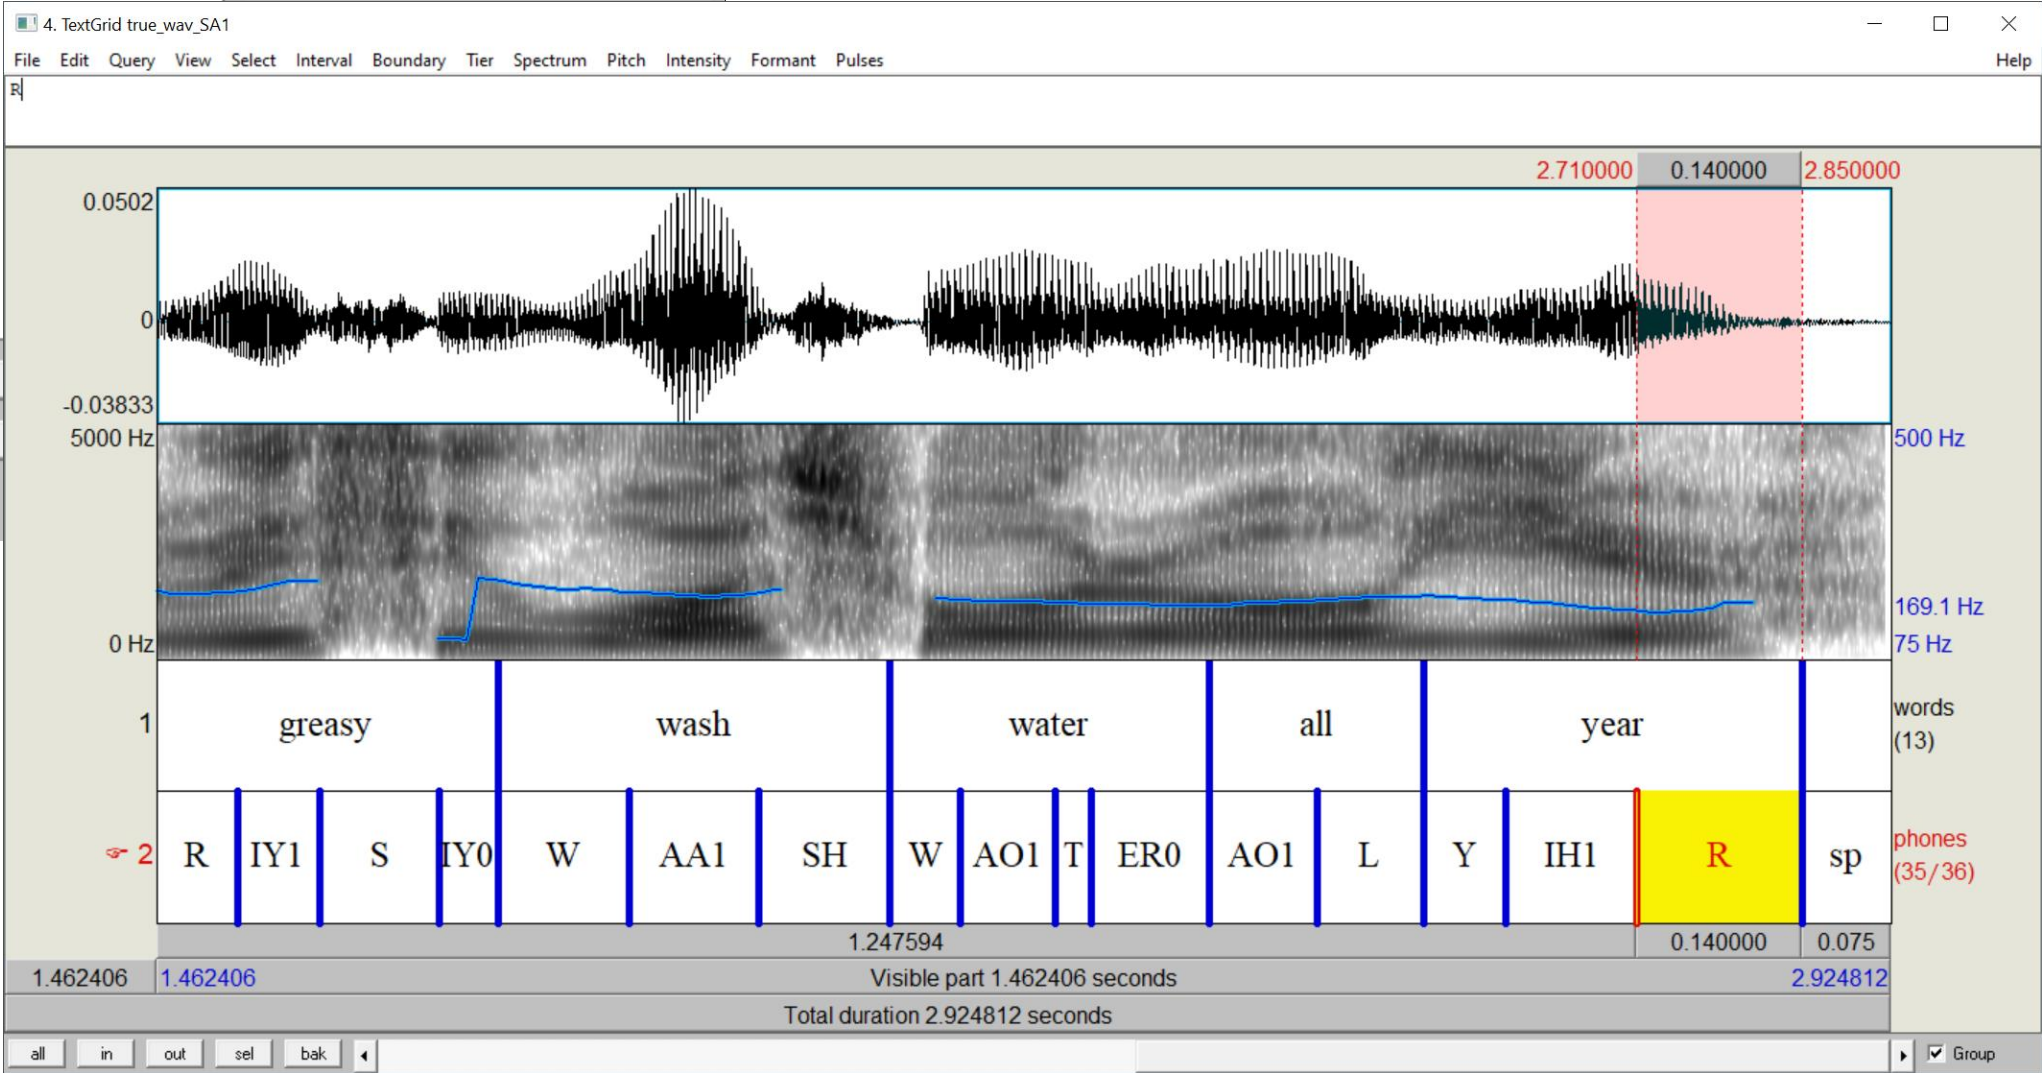 4. TextGrid true_wav_SA1
File Edit Query View Select Interval Boundary Tier Spectrum Pitch Intensity Formant Pulses Help
R
2.710000 0.140000 2.850000
0.0502
0
-0.03833
5000 Hz 500 Hz
169.1 Hz
0 Hz 75 Hz
1 greasy wash water all year words
(13)
☞ 2 R IY1 S IY0 W AA1 SH W AO1 T ER0 AO1 L Y IH1 R sp phones
(35/36)
1.247594 0.140000 0.075
1.462406 1.462406 Visible part 1.462406 seconds 2.924812
Total duration 2.924812 seconds
all in out sel bak Group